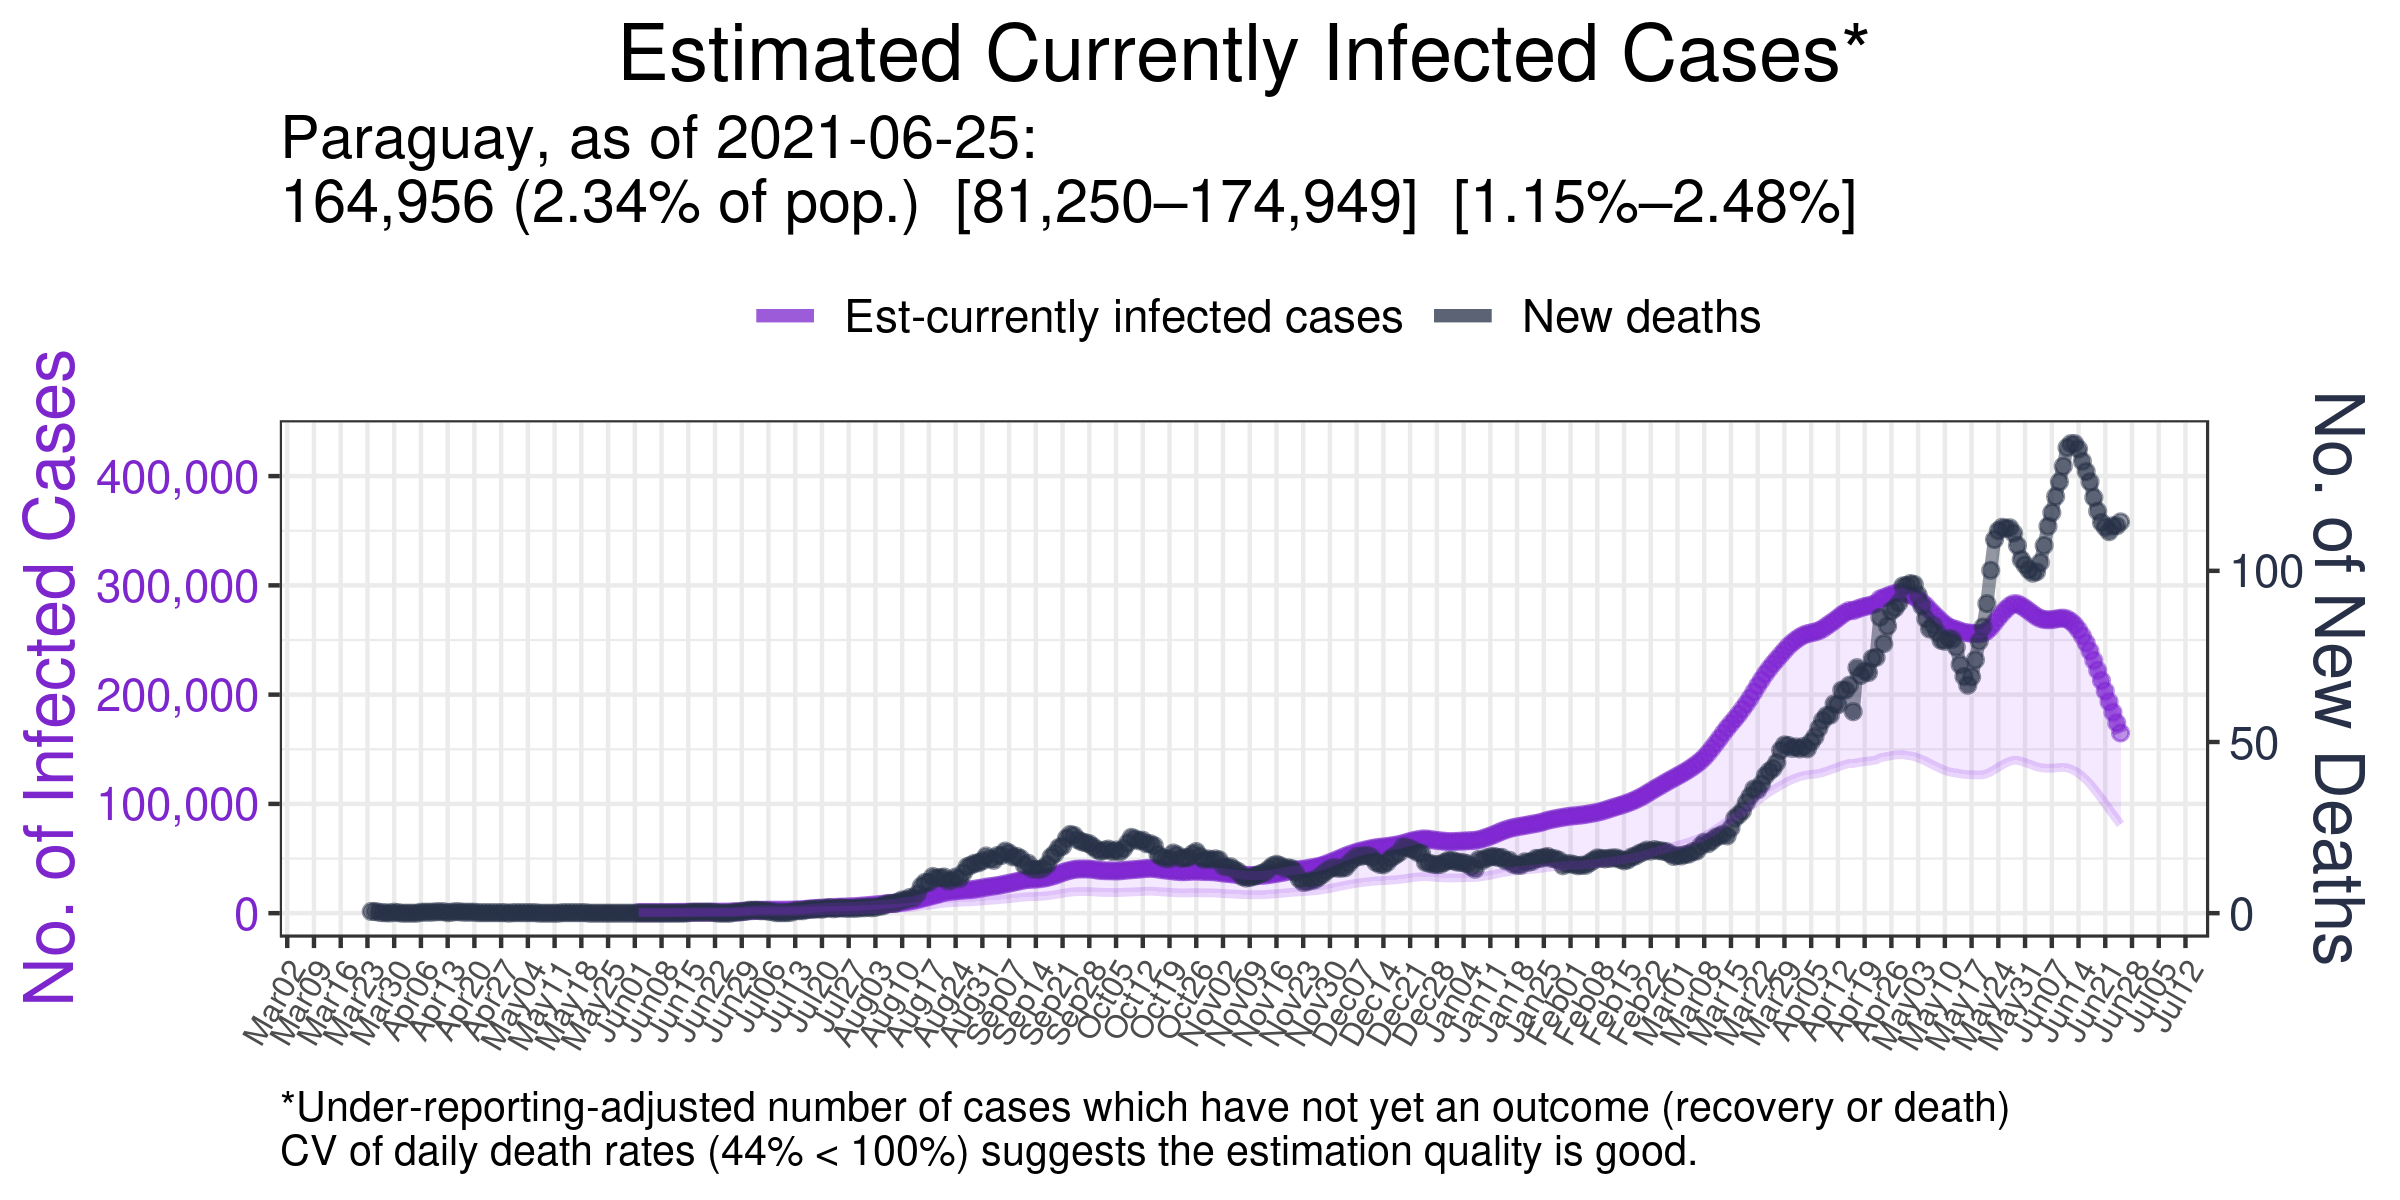 Estimated Currently Infected Cases*
Paraguay, as of 2021-06-25:
164,956 (2.34% of pop.) [81,250–174,949] [1.15%–2.48%]
Est-currently infected cases
New deaths
No. of Infected Cases
400,000
300,000
200,000
100,000
0
No. of New Deaths
100
50
0
Mar02
Mar09
Mar16
Mar23
Mar30
Apr06
Apr13
Apr20
Apr27
May04
May11
May18
May25
Jun01
Jun08
Jun15
Jun22
Jun29
Jul06
Jul13
Jul20
Jul27
Aug03
Aug10
Aug17
Aug24
Aug31
Sep07
Sep14
Sep21
Sep28
Oct05
Oct12
Oct19
Oct26
Nov02
Nov09
Nov16
Nov23
Nov30
Dec07
Dec14
Dec21
Dec28
Jan04
Jan11
Jan18
Jan25
Feb01
Feb08
Feb15
Feb22
Mar01
Mar08
Mar15
Mar22
Mar29
Apr05
Apr12
Apr19
Apr26
May03
May10
May17
May24
May31
Jun07
Jun14
Jun21
Jun28
Jul05
Jul12
*Under-reporting-adjusted number of cases which have not yet an outcome (recovery or death)
CV of daily death rates (44% < 100%) suggests the estimation quality is good.